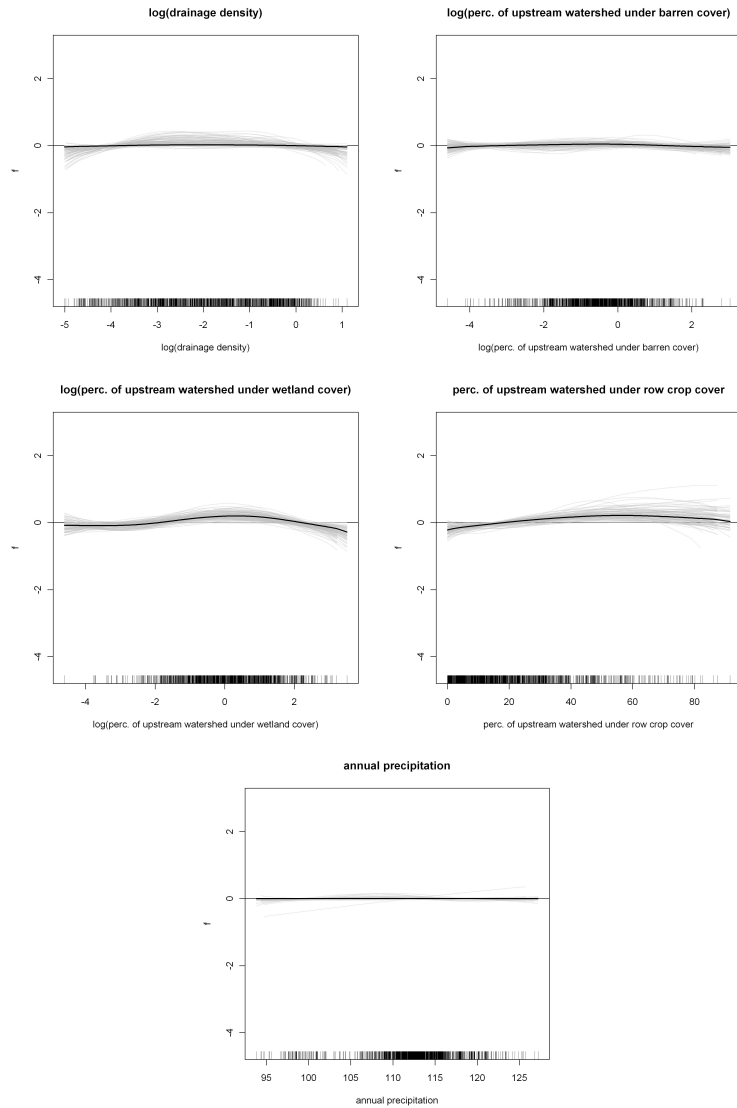 log(drainage density)
2
0
-2
-4
f
-5 -4 -3 -2 -1 0 1
log(drainage density)
log(perc. of upstream watershed under barren cover)
2
0
-2
-4
f
-4 -2 0 2
log(perc. of upstream watershed under barren cover)
log(perc. of upstream watershed under wetland cover)
2
0
-2
-4
f
-4 -2 0 2
log(perc. of upstream watershed under wetland cover)
perc. of upstream watershed under row crop cover
2
0
-2
-4
f
0 20 40 60 80
perc. of upstream watershed under row crop cover
annual precipitation
2
0
-2
-4
f
95 100 105 110 115 120 125
annual precipitation